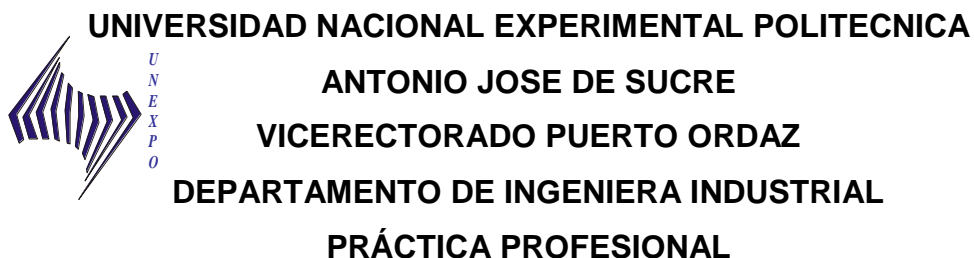 UNIVERSIDAD NACIONAL EXPERIMENTAL POLITECNICA
ANTONIO JOSE DE SUCRE
VICERECTORADO PUERTO ORDAZ
DEPARTAMENTO DE INGENIERA INDUSTRIAL
PRÁCTICA PROFESIONAL
UNEXPO